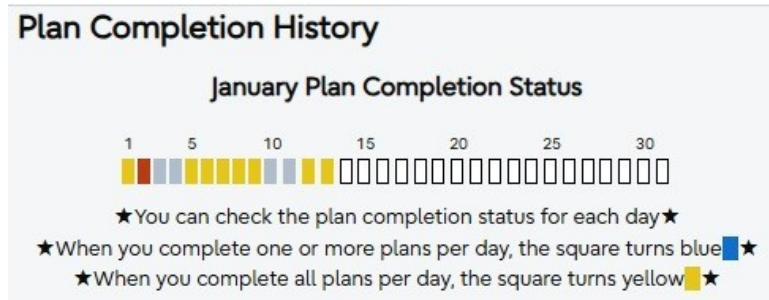 Plan Completion History
January Plan Completion Status
1 5 10 15 20 25 30
★You can check the plan completion status for each day★
★When you complete one or more plans per day, the square turns blue★
★When you complete all plans per day, the square turns yellow★